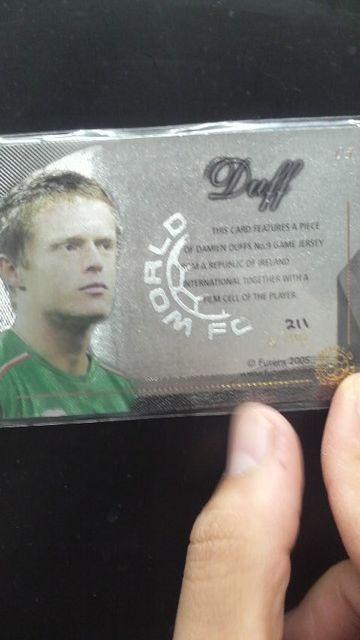 Duff
THIS CARD FEATURES A PIECE
OF DAMIEN DUFFS No.9 GAME JERSEY
FROM A REPUBLIC OF IRELAND
INTERNATIONAL TOGETHER WITH A
FILM CELL OF THE PLAYER.
WORLD
WM FC
211
© Futera 2005